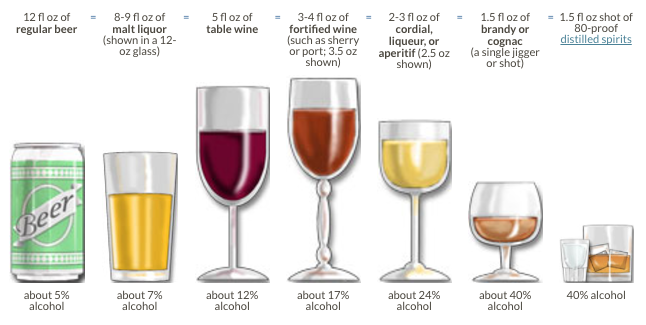 12 fl oz of
regular beer
=
8-9 fl oz of
malt liquor
(shown in a 12-
oz glass)
=
5 fl oz of
table wine
=
3-4 fl oz of
fortified wine
(such as sherry
or port; 3.5 oz
shown)
=
2-3 fl oz of
cordial,
liqueur, or
aperitif (2.5 oz
shown)
=
1.5 fl oz of
brandy or
cognac
(a single jigger
or shot)
=
1.5 fl oz shot of
80-proof
distilled spirits
Beer
about 5%
alcohol
about 7%
alcohol
about 12%
alcohol
about 17%
alcohol
about 24%
alcohol
about 40%
alcohol
40% alcohol